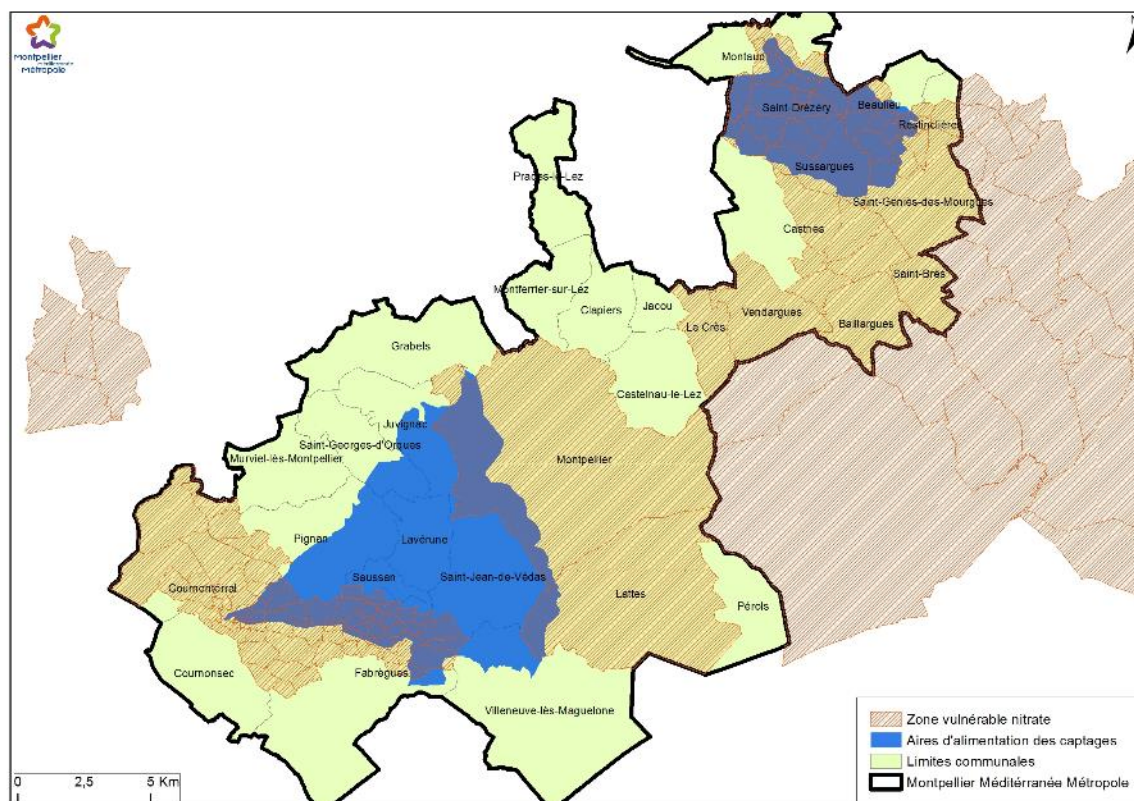 Montpellier
Méditerranée
Métropole
Montaud
Saint-Drézéry
Beaulieu
Restinclières
Sussargues
Prades-le-Lez
Saint-Geniès-des-Mourgues
Castries
Saint-Brès
Montferrier-sur-Lez
Clapiers
Jacou
Le Crès
Vendargues
Baillargues
Grabels
Castelnau-le-Lez
Juvignac
Saint-Georges-d'Orques
Murviel-lès-Montpellier
Montpellier
Pignan
Lavérune
Cournonterral
Saussan
Saint-Jean-de-Védas
Lattes
Pérols
Cournonsec
Fabrègues
Villeneuve-lès-Maguelone
Zone vulnérable nitrate
Aires d'alimentation des captages
Limites communales
Montpellier Méditérranée Métropole
0 2,5 5 Km